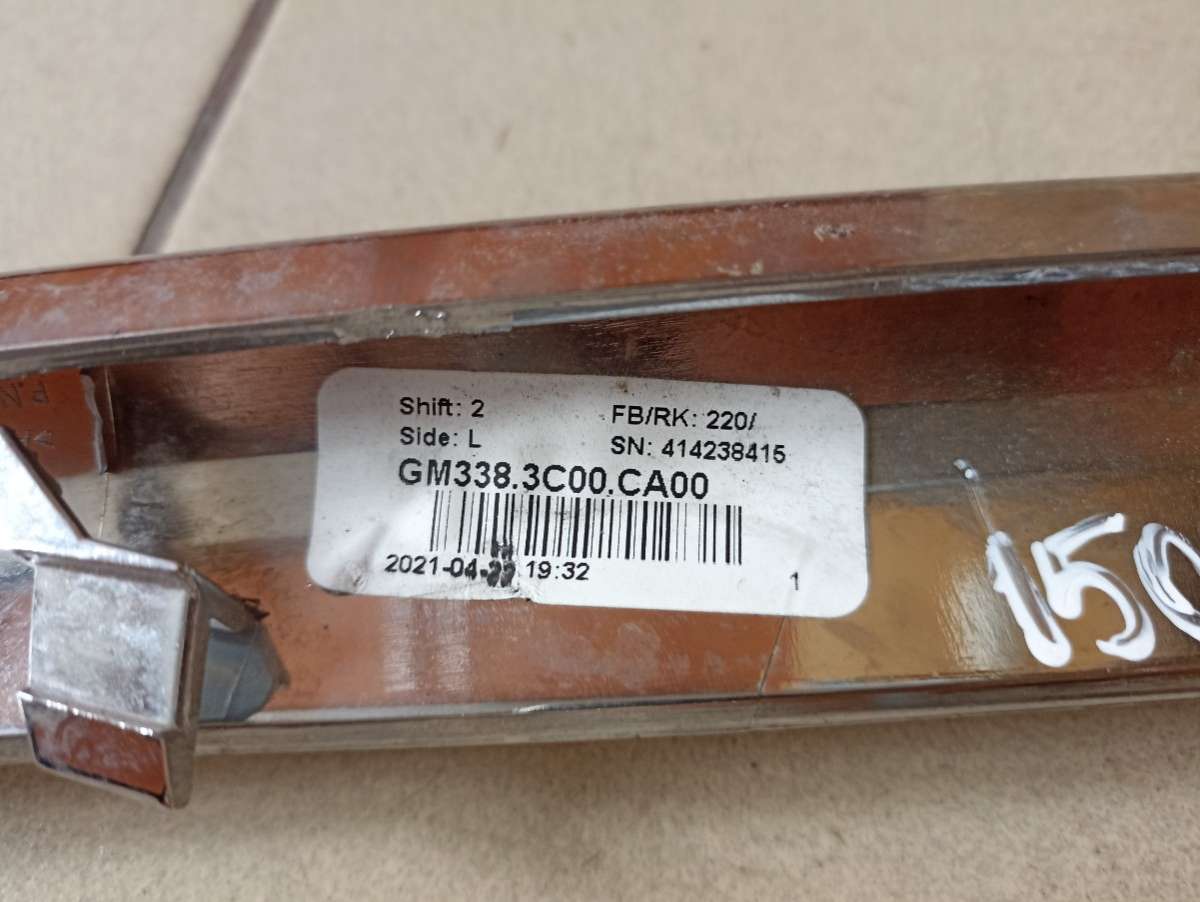 Shift: 2
FB/RK: 220/
Side: L
SN: 414238415
GM338.3C00.CA00
19:32
1
150
P.N